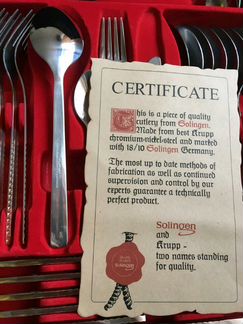 CERTIFICATE
This is a piece of quality
cutlery from Solingen.
Made from best Krupp
chromium-nickel-steel and marked
with 18/10 Solingen Germany.
The most up to date methods of
fabrication as well as continued
supervision and control by our
experts guarantee a technically
perfect product.
Solingen
and
Krupp -
two names standing
for quality.
SOLINGEN